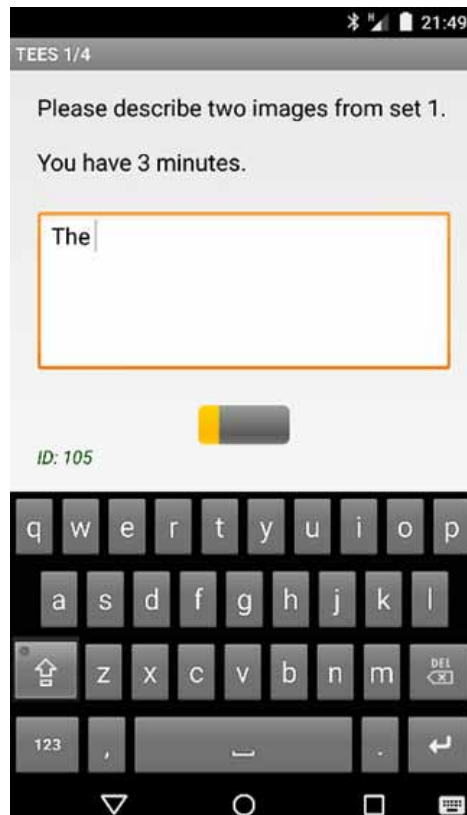 21:49
TEES 1/4
Please describe two images from set 1.
You have 3 minutes.
The
ID: 105
q w e r t y u i o p
a s d f g h j k l
z x c v b n m DEL
123 , .